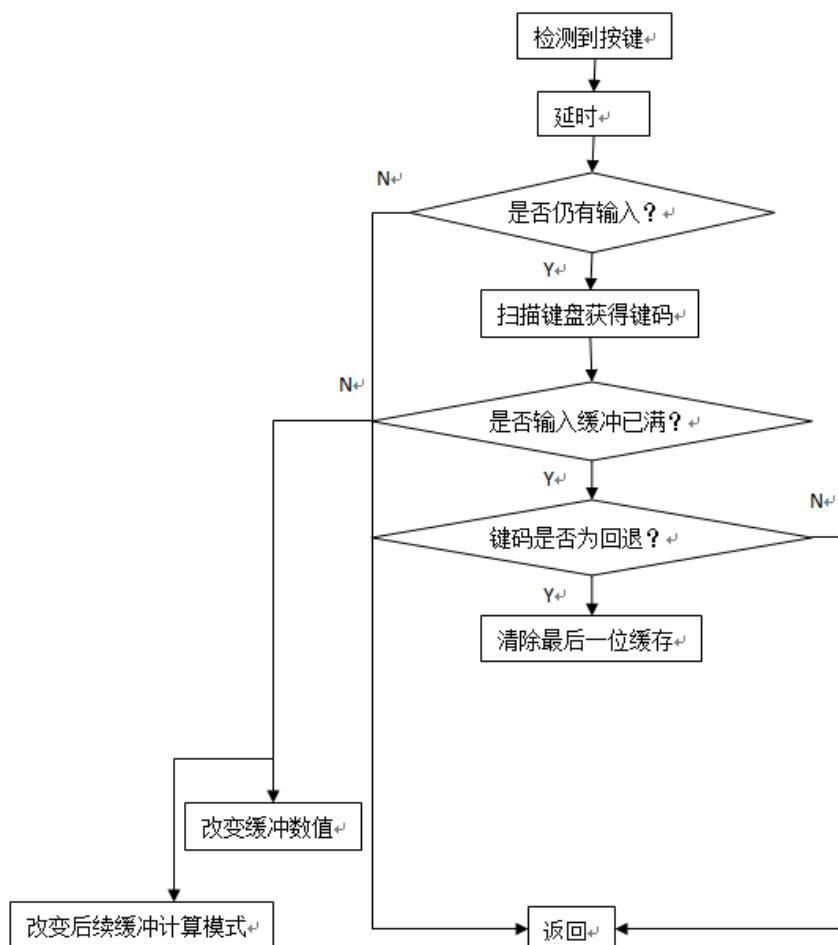 检测到按键
延时
N
是否仍有输入？
Y
扫描键盘获得键码
N
是否输入缓冲已满？
Y
N
键码是否为回退？
Y
清除最后一位缓存
改变缓冲数值
改变后续缓冲计算模式
返回